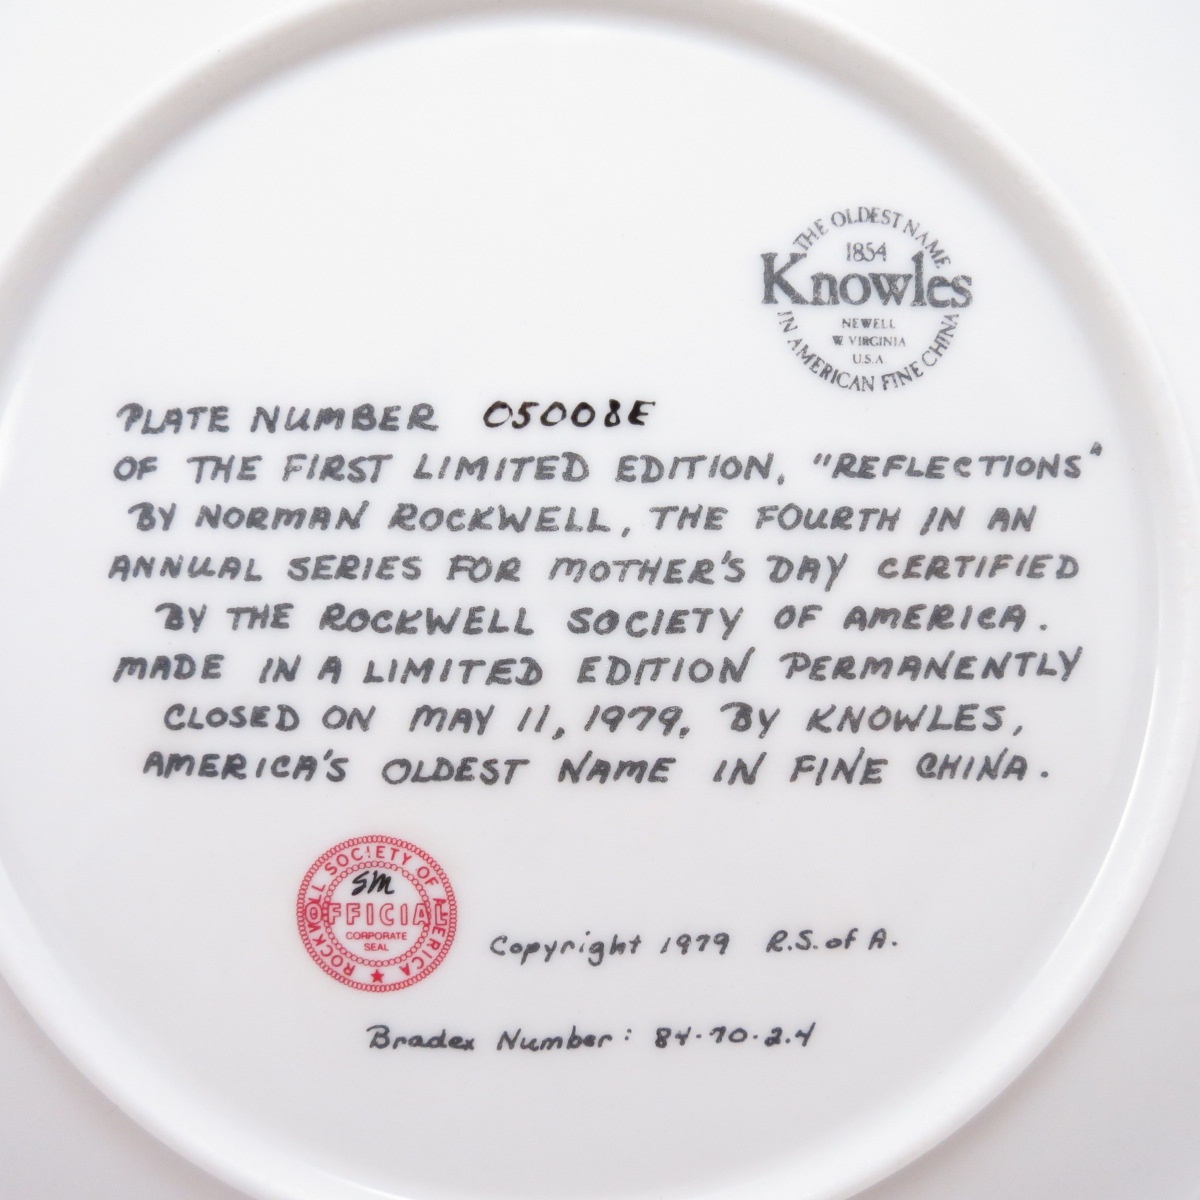 THE OLDEST NAME
1854
Knowles
NEWELL
W. VIRGINIA
U.S.A
IN AMERICAN FINE CHINA
PLATE NUMBER 05008E
OF THE FIRST LIMITED EDITION, "REFLECTIONS"
BY NORMAN ROCKWELL, THE FOURTH IN AN
ANNUAL SERIES FOR MOTHER'S DAY CERTIFIED
BY THE ROCKWELL SOCIETY OF AMERICA.
MADE IN A LIMITED EDITION PERMANENTLY
CLOSED ON MAY 11, 1979, BY KNOWLES,
AMERICA'S OLDEST NAME IN FINE CHINA.
ROCKWELL SOCIETY OF AMERICA
SM
OFFICIAL
CORPORATE
SEAL
Copyright 1979 R.S. of A.
Bradex Number: 84-70-2.4